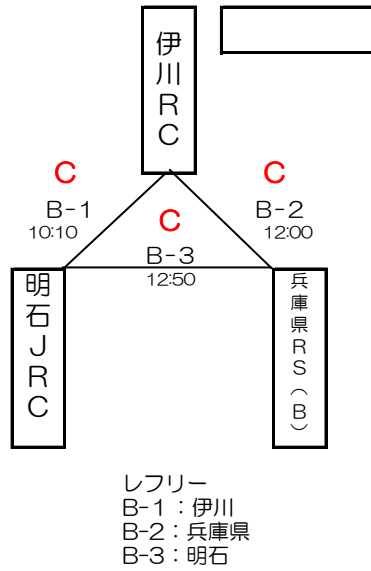 伊川RC
C
C
B-1
C
B-2
10:10
12:00
B-3
12:50
明石JRC
兵庫県RS(B)
レフリー
B-1:伊川
B-2:兵庫県
B-3:明石